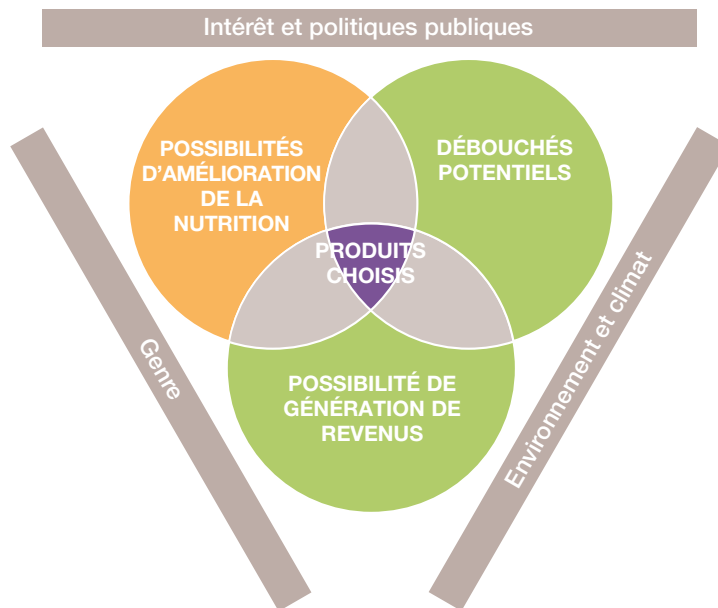 Intérêt et politiques publiques
POSSIBILITÉS
D'AMÉLIORATION
DE LA
NUTRITION
DÉBOUCHÉS
POTENTIELS
PRODUITS
CHOISIS
Genre
Environnement et climat
POSSIBILITÉ DE
GÉNÉRATION DE
REVENUS